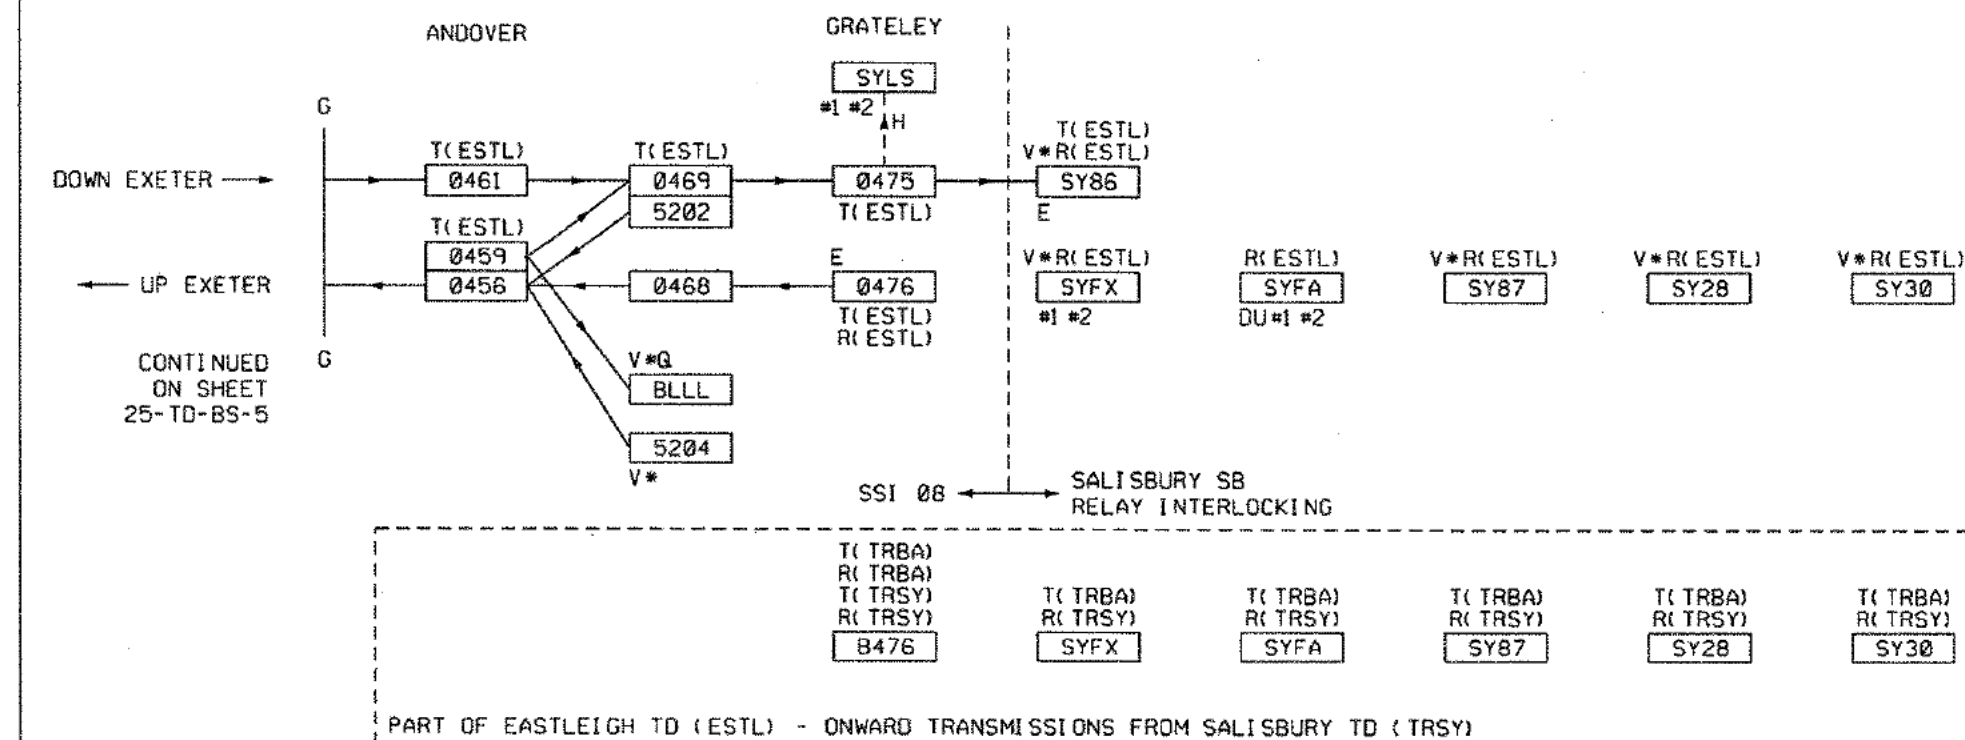 ANDOVER
GRATELEY
SYLS
#1 #2
H
G
T(ESTL)
T(ESTL)
T(ESTL)
V*R(ESTL)
DOWN EXETER
0461
0469
0475
SY86
5202
T(ESTL)
E
T(ESTL)
0459
E
V*R(ESTL)
R(ESTL)
V*R(ESTL)
V*R(ESTL)
V*R(ESTL)
UP EXETER
0456
0468
0476
SYFX
SYFA
SY87
SY28
SY30
T(ESTL)
R(ESTL)
#1 #2
DU#1 #2
G
CONTINUED
ON SHEET
25-TD-BS-5
V*Q
BLLL
5204
V*
SSI 08
SALISBURY SB
RELAY INTERLOCKING
T(TRBA)
R(TRBA)
T(TRSY)
R(TRSY)
T(TRBA)
R(TRSY)
T(TRBA)
R(TRSY)
T(TRBA)
R(TRSY)
T(TRBA)
R(TRSY)
T(TRBA)
R(TRSY)
B476
SYFX
SYFA
SY87
SY28
SY30
PART OF EASTLEIGH TD (ESTL) - ONWARD TRANSMISSIONS FROM SALISBURY TD (TRSY)